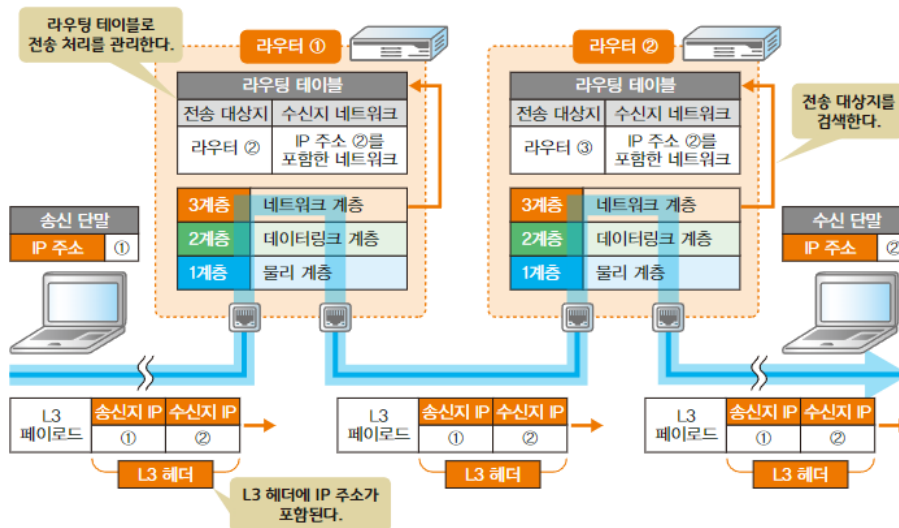 라우팅 테이블로
전송 처리를 관리한다.
라우터 ①
라우팅 테이블
전송 대상지 수신지 네트워크
라우터 ② IP 주소 ②를
포함한 네트워크
3계층 네트워크 계층
2계층 데이터링크 계층
1계층 물리 계층
라우터 ②
라우팅 테이블
전송 대상지 수신지 네트워크
라우터 ③ IP 주소 ②를
포함한 네트워크
3계층 네트워크 계층
2계층 데이터링크 계층
1계층 물리 계층
전송 대상지를
검색한다.
송신 단말
IP 주소 ①
수신 단말
IP 주소 ②
L3
페이로드
송신지 IP 수신지 IP
① ②
L3 헤더
L3
페이로드
송신지 IP 수신지 IP
① ②
L3 헤더
L3
페이로드
송신지 IP 수신지 IP
① ②
L3 헤더
L3 헤더에 IP 주소가
포함된다.